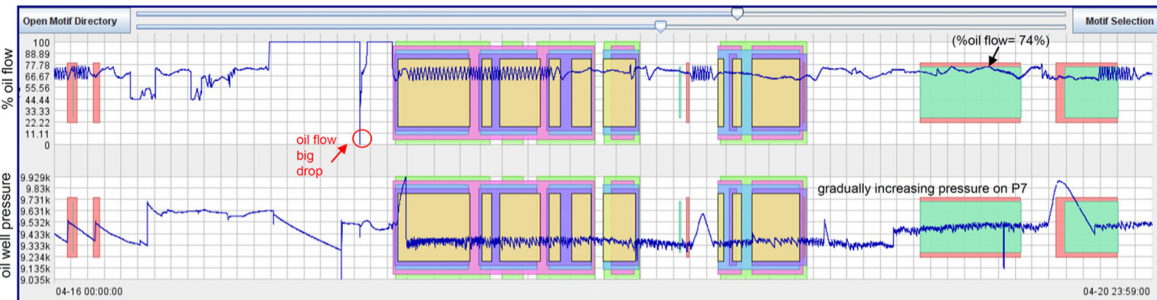 Open Motif Directory
Motif Selection
% oil flow
100
88.89
77.78
66.67
55.56
44.44
33.33
22.22
11.11
0
(%oil flow= 74%)
oil flow
big
drop
oil well pressure
9.929k
9.83k
9.731k
9.631k
9.532k
9.433k
9.333k
9.234k
9.135k
9.035k
gradually increasing pressure on P7
04-16 00:00:00
04-20 23:59:00